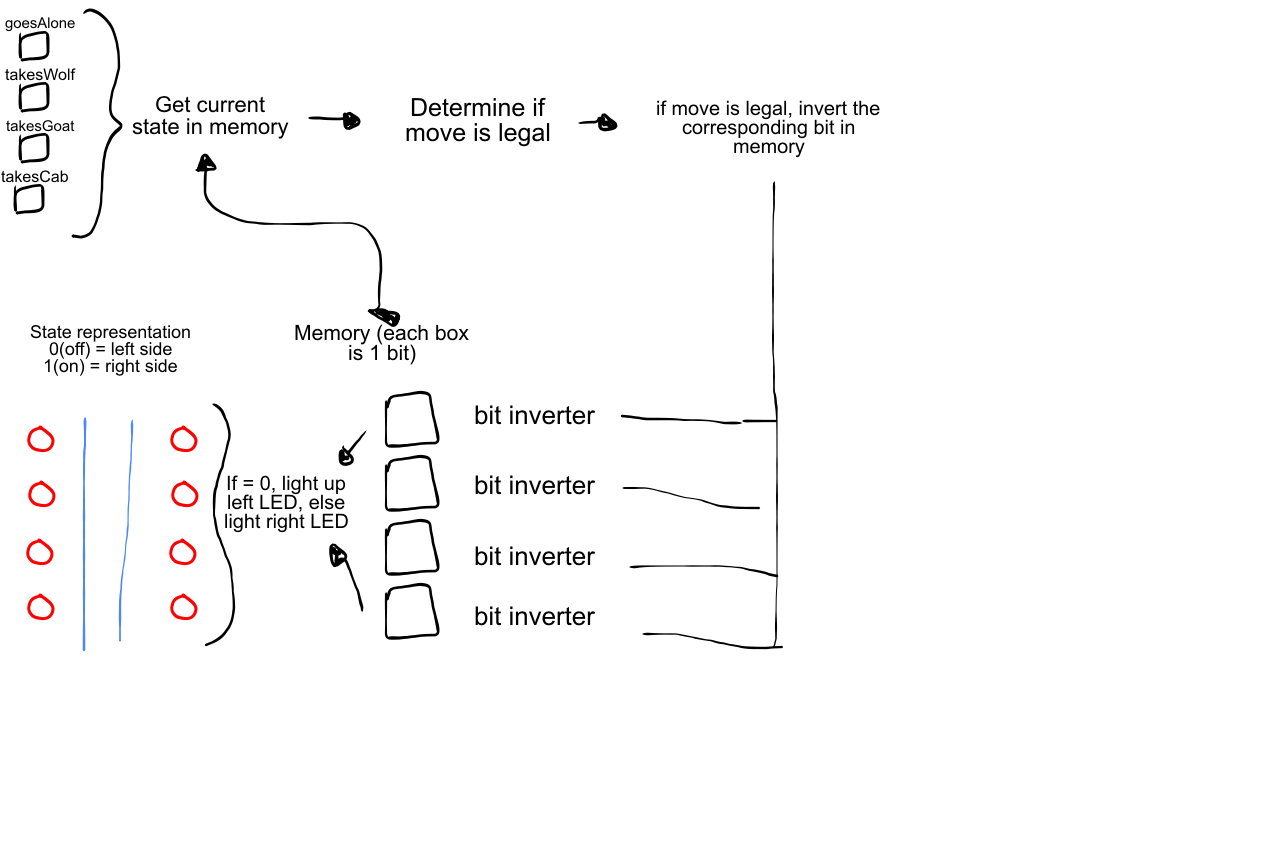 goesAlone
takesWolf
takesGoat
takesCab
Get current
state in memory
Determine if
move is legal
if move is legal, invert the
corresponding bit in
memory
State representation
0(off) = left side
1(on) = right side
Memory (each box
is 1 bit)
If = 0, light up
left LED, else
light right LED
bit inverter
bit inverter
bit inverter
bit inverter